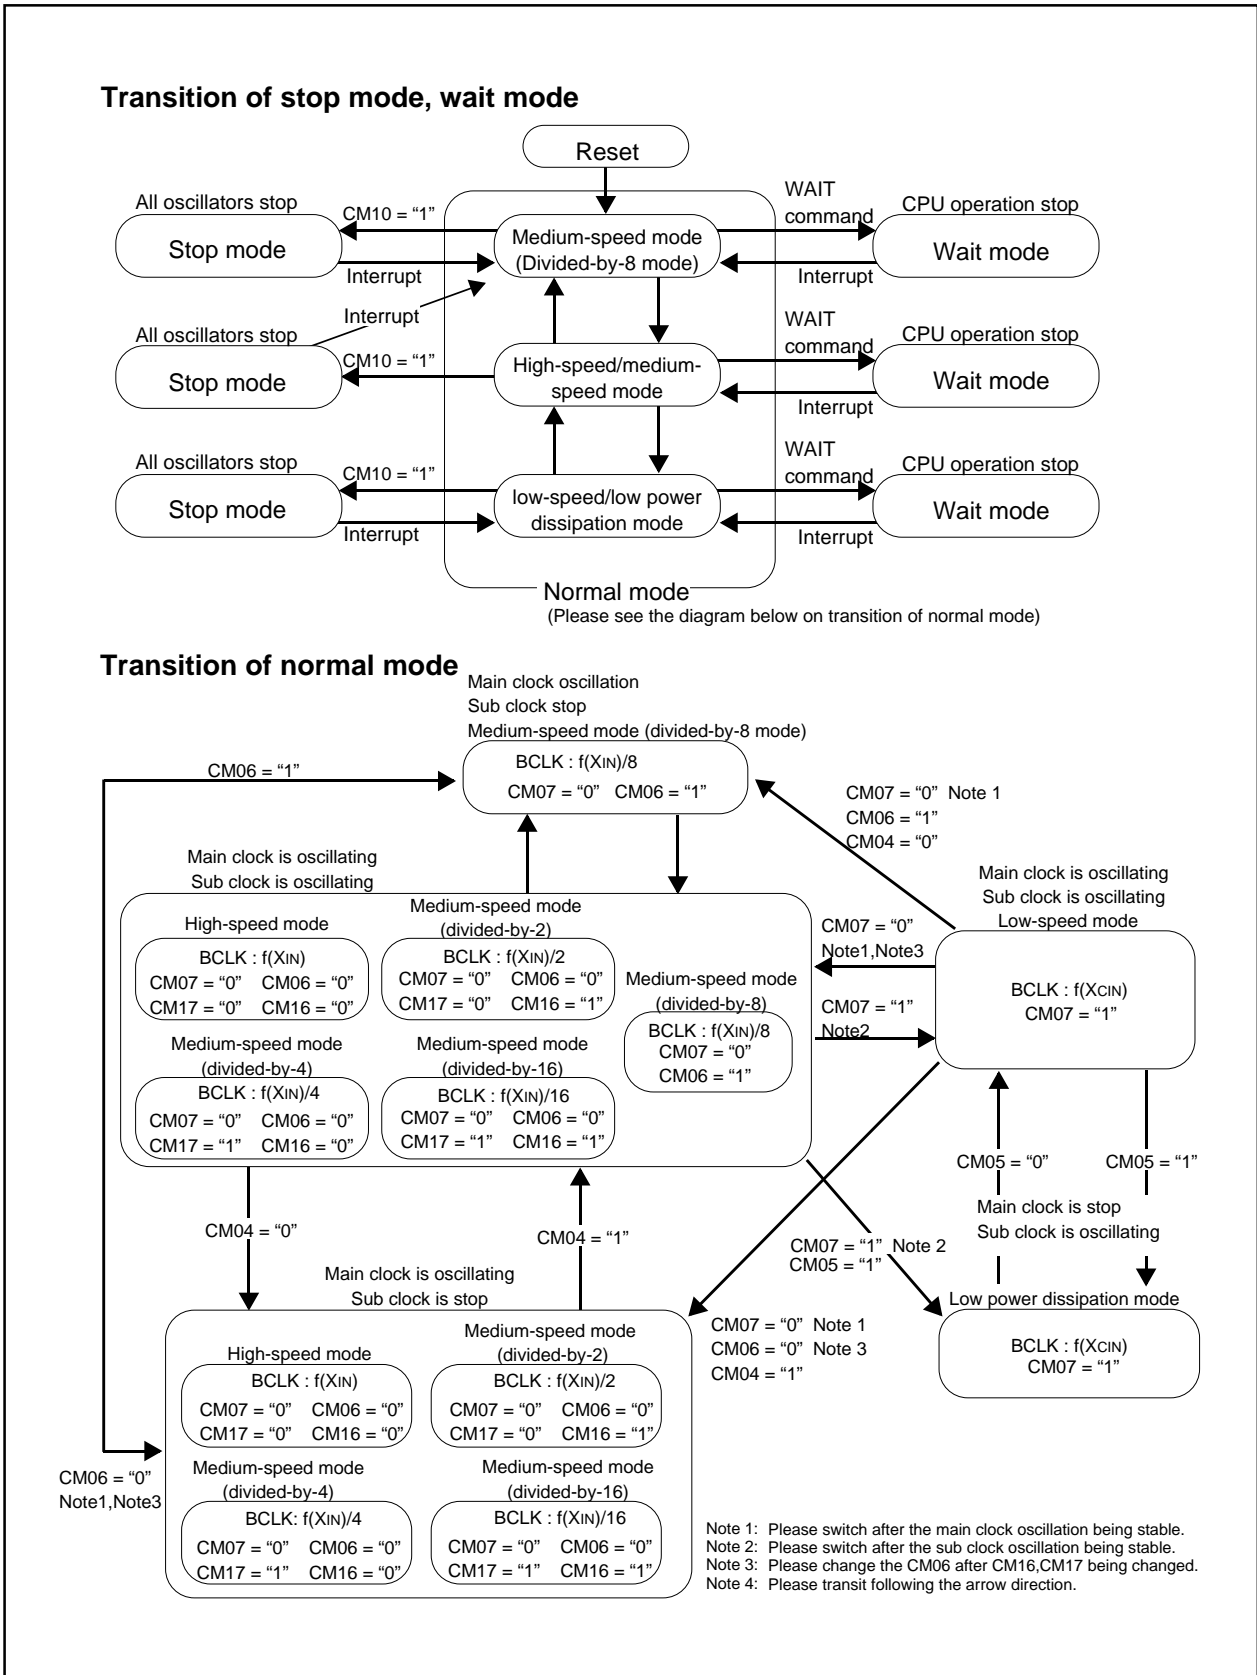 Transition of stop mode, wait mode
Reset
All oscillators stop
CM10 = “1”
Stop mode
Interrupt
Medium-speed mode
(Divided-by-8 mode)
WAIT
command
CPU operation stop
Wait mode
Interrupt
Interrupt
All oscillators stop
CM10 = “1”
Stop mode
High-speed/medium-
speed mode
WAIT
command
CPU operation stop
Wait mode
Interrupt
All oscillators stop
CM10 = “1”
Stop mode
Interrupt
low-speed/low power
dissipation mode
WAIT
command
CPU operation stop
Wait mode
Interrupt
Normal mode
(Please see the diagram below on transition of normal mode)
Transition of normal mode
Main clock oscillation
Sub clock stop
Medium-speed mode (divided-by-8 mode)
BCLK : f(XIN)/8
CM07 = “0” CM06 = “1”
CM06 = “1”
CM07 = “0” Note 1
CM06 = “1”
CM04 = “0”
Main clock is oscillating
Sub clock is oscillating
High-speed mode
BCLK : f(XIN)
CM07 = “0” CM06 = “0”
CM17 = “0” CM16 = “0”
Medium-speed mode
(divided-by-2)
BCLK : f(XIN)/2
CM07 = “0” CM06 = “0”
CM17 = “0” CM16 = “1”
Medium-speed mode
(divided-by-8)
BCLK : f(XIN)/8
CM07 = “0”
CM06 = “1”
Medium-speed mode
(divided-by-4)
BCLK : f(XIN)/4
CM07 = “0” CM06 = “0”
CM17 = “1” CM16 = “0”
Medium-speed mode
(divided-by-16)
BCLK : f(XIN)/16
CM07 = “0” CM06 = “0”
CM17 = “1” CM16 = “1”
CM07 = “0”
Note1,Note3
CM07 = “1”
Note2
Main clock is oscillating
Sub clock is oscillating
Low-speed mode
BCLK : f(XCIN)
CM07 = “1”
CM05 = “0”
CM05 = “1”
Main clock is stop
Sub clock is oscillating
Low power dissipation mode
BCLK : f(XCIN)
CM07 = “1”
CM04 = “0”
CM04 = “1”
CM07 = “1” Note 2
CM05 = “1”
CM07 = “0” Note 1
CM06 = “0” Note 3
CM04 = “1”
Main clock is oscillating
Sub clock is stop
High-speed mode
BCLK : f(XIN)
CM07 = “0” CM06 = “0”
CM17 = “0” CM16 = “0”
Medium-speed mode
(divided-by-2)
BCLK : f(XIN)/2
CM07 = “0” CM06 = “0”
CM17 = “0” CM16 = “1”
Medium-speed mode
(divided-by-4)
BCLK: f(XIN)/4
CM07 = “0” CM06 = “0”
CM17 = “1” CM16 = “0”
Medium-speed mode
(divided-by-16)
BCLK : f(XIN)/16
CM07 = “0” CM06 = “0”
CM17 = “1” CM16 = “1”
CM06 = “0”
Note1,Note3
Note 1: Please switch after the main clock oscillation being stable.
Note 2: Please switch after the sub clock oscillation being stable.
Note 3: Please change the CM06 after CM16,CM17 being changed.
Note 4: Please transit following the arrow direction.